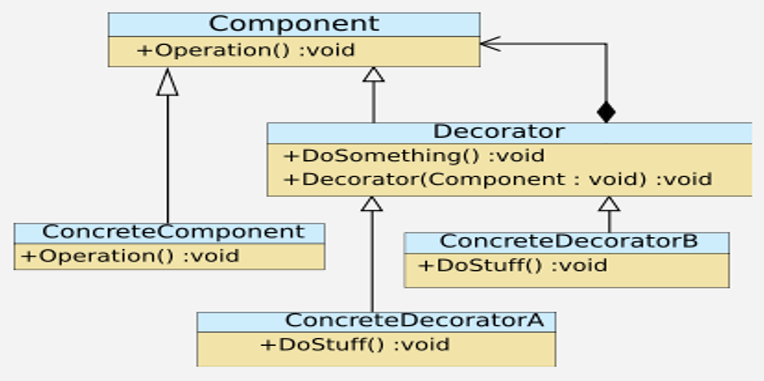 Component
+Operation() :void
Decorator
+DoSomething() :void
+Decorator(Component : void) :void
ConcreteComponent
+Operation() :void
ConcreteDecoratorB
+DoStuff() :void
ConcreteDecoratorA
+DoStuff() :void